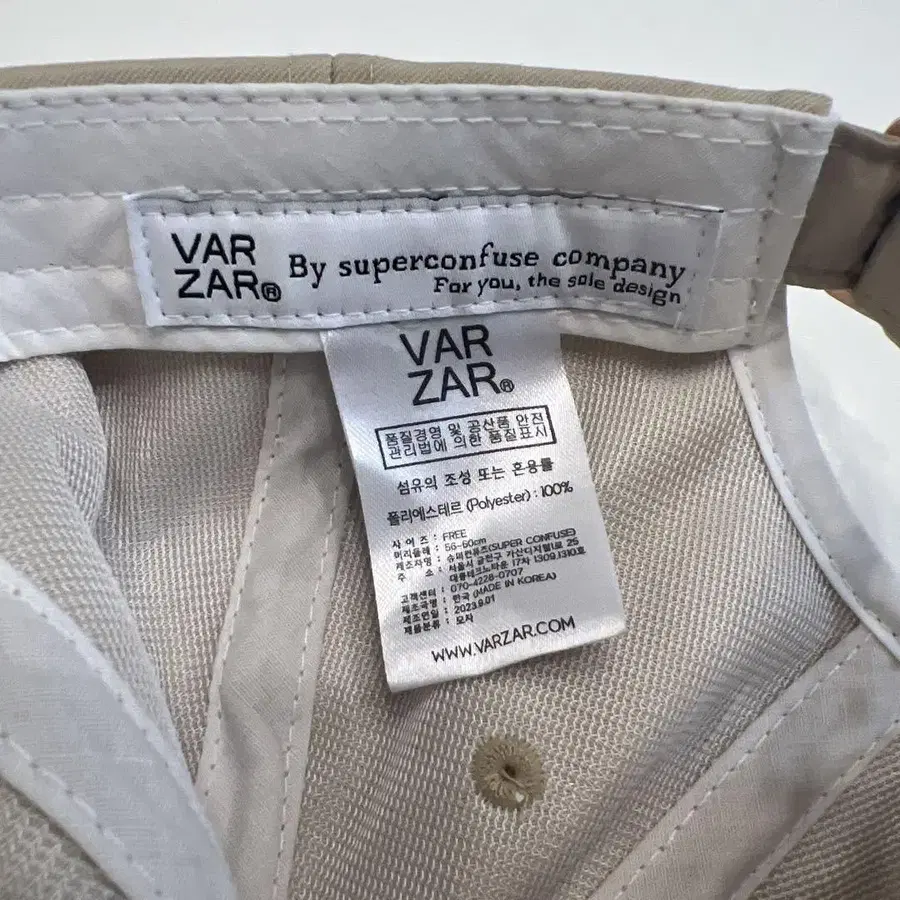 VAR
ZAR®
By superconfuse company
For you, the sole design
VAR
ZAR®
품질경영 및 공산품 안전
관리법에 의한 품질표시
섬유의 조성 또는 혼용률
폴리에스테르 (Polyester) : 100%
사이즈 : FREE
머리둘레 : 56-60cm
제조자명 : 슈퍼컨퓨즈(SUPER CONFUSE)
주 소 : 서울시 금천구 가산디지털1로 25
대륭테크노타운 17차 1309,1310호
고객센터 : 070-4228-0707
제조국명 : 한국 (MADE IN KOREA)
제조연일 : 2023.9.01
제품분류 : 모자
WWW.VARZAR.COM